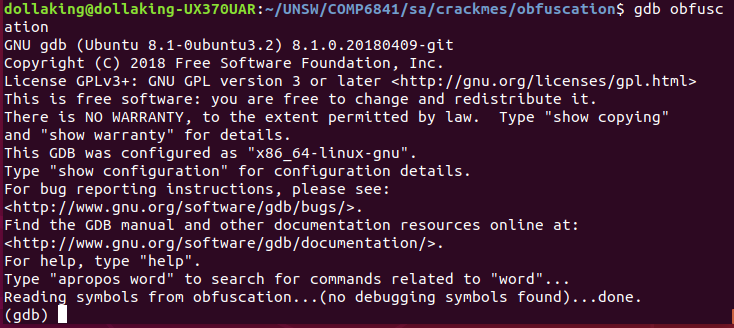 dollaking@dollaking-UX370UAR:~/UNSW/COMP6841/sa/crackmes/obfuscation$ gdb obfusc
ation
GNU gdb (Ubuntu 8.1-0ubuntu3.2) 8.1.0.20180409-git
Copyright (C) 2018 Free Software Foundation, Inc.
License GPLv3+: GNU GPL version 3 or later <http://gnu.org/licenses/gpl.html>
This is free software: you are free to change and redistribute it.
There is NO WARRANTY, to the extent permitted by law.  Type "show copying"
and "show warranty" for details.
This GDB was configured as "x86_64-linux-gnu".
Type "show configuration" for configuration details.
For bug reporting instructions, please see:
<http://www.gnu.org/software/gdb/bugs/>.
Find the GDB manual and other documentation resources online at:
<http://www.gnu.org/software/gdb/documentation/>.
For help, type "help".
Type "apropos word" to search for commands related to "word"...
Reading symbols from obfuscation...(no debugging symbols found)...done.
(gdb)